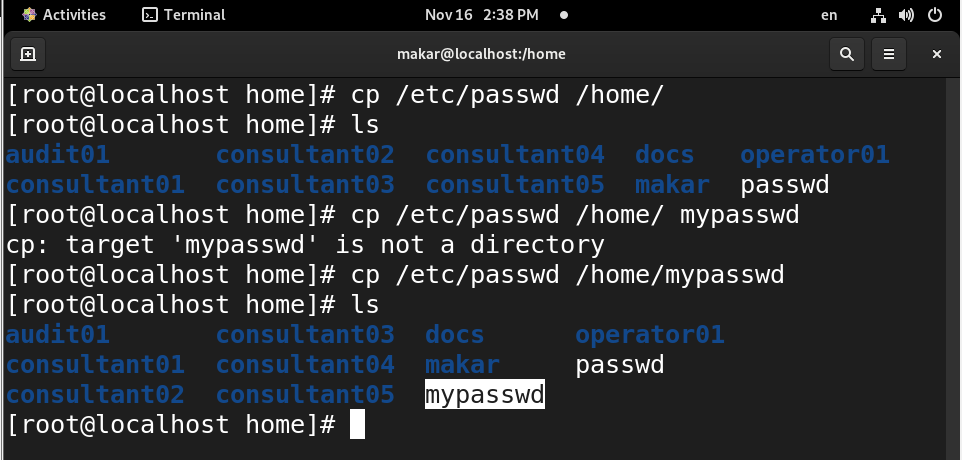 Activities Terminal Nov 16 2:38 PM en
makar@localhost:/home
[root@localhost home]# cp /etc/passwd /home/
[root@localhost home]# ls
audit01 consultant02 consultant04 docs operator01
consultant01 consultant03 consultant05 makar passwd
[root@localhost home]# cp /etc/passwd /home/ mypasswd
cp: target 'mypasswd' is not a directory
[root@localhost home]# cp /etc/passwd /home/mypasswd
[root@localhost home]# ls
audit01 consultant03 docs operator01
consultant01 consultant04 makar passwd
consultant02 consultant05 mypasswd
[root@localhost home]#